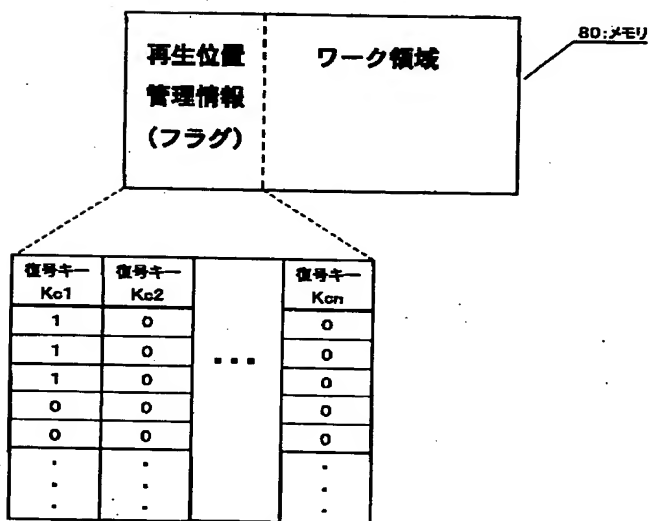 再生位置
管理情報
(フラグ)
ワーク領域
80:メモリ
復号キー
Kc1
復号キー
Kc2
復号キー
Kcn
1 0 0
1 0 ... 0
1 0 0
0 0 0
0 0 0
. . .
. . .
. . .